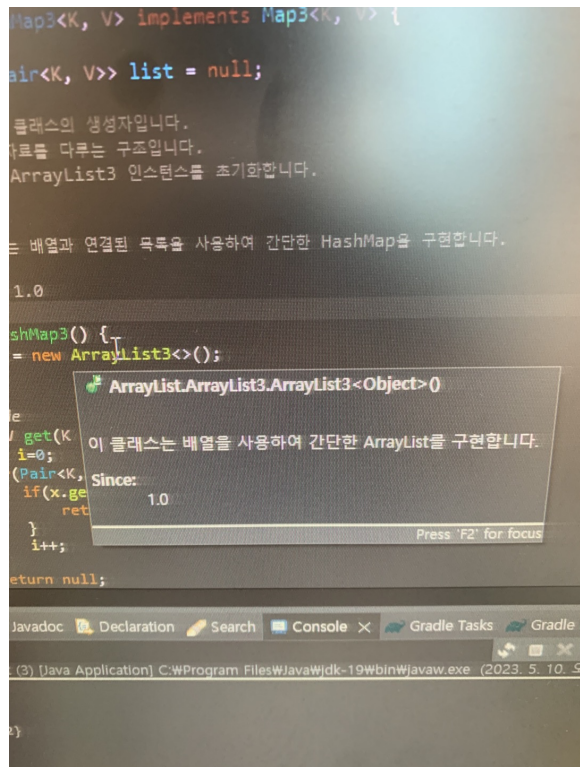 Map3<K, V> implements Map3<K, V> {
air<K, V>> list = null;
클래스의 생성자입니다.
자료를 다루는 구조입니다.
ArrayList3 인스턴스를 초기화합니다.
는 배열과 연결된 목록을 사용하여 간단한 HashMap을 구현합니다.
1.0
shMap3() {
= new ArrayList3<>();
ArrayList.ArrayList3.ArrayList3<Object>()
이 클래스는 배열을 사용하여 간단한 ArrayList를 구현합니다.
Since:
1.0
Press 'F2' for focus
le
get(K
i=0;
(Pair<K,
if(x.ge
ret
}
i++;
eturn null;
Javadoc Declaration Search Console Gradle Tasks Gradle
(3) [Java Application] C:₩Program Files₩Java₩jdk-19₩bin₩javaw.exe (2023. 5. 10. 오
2}